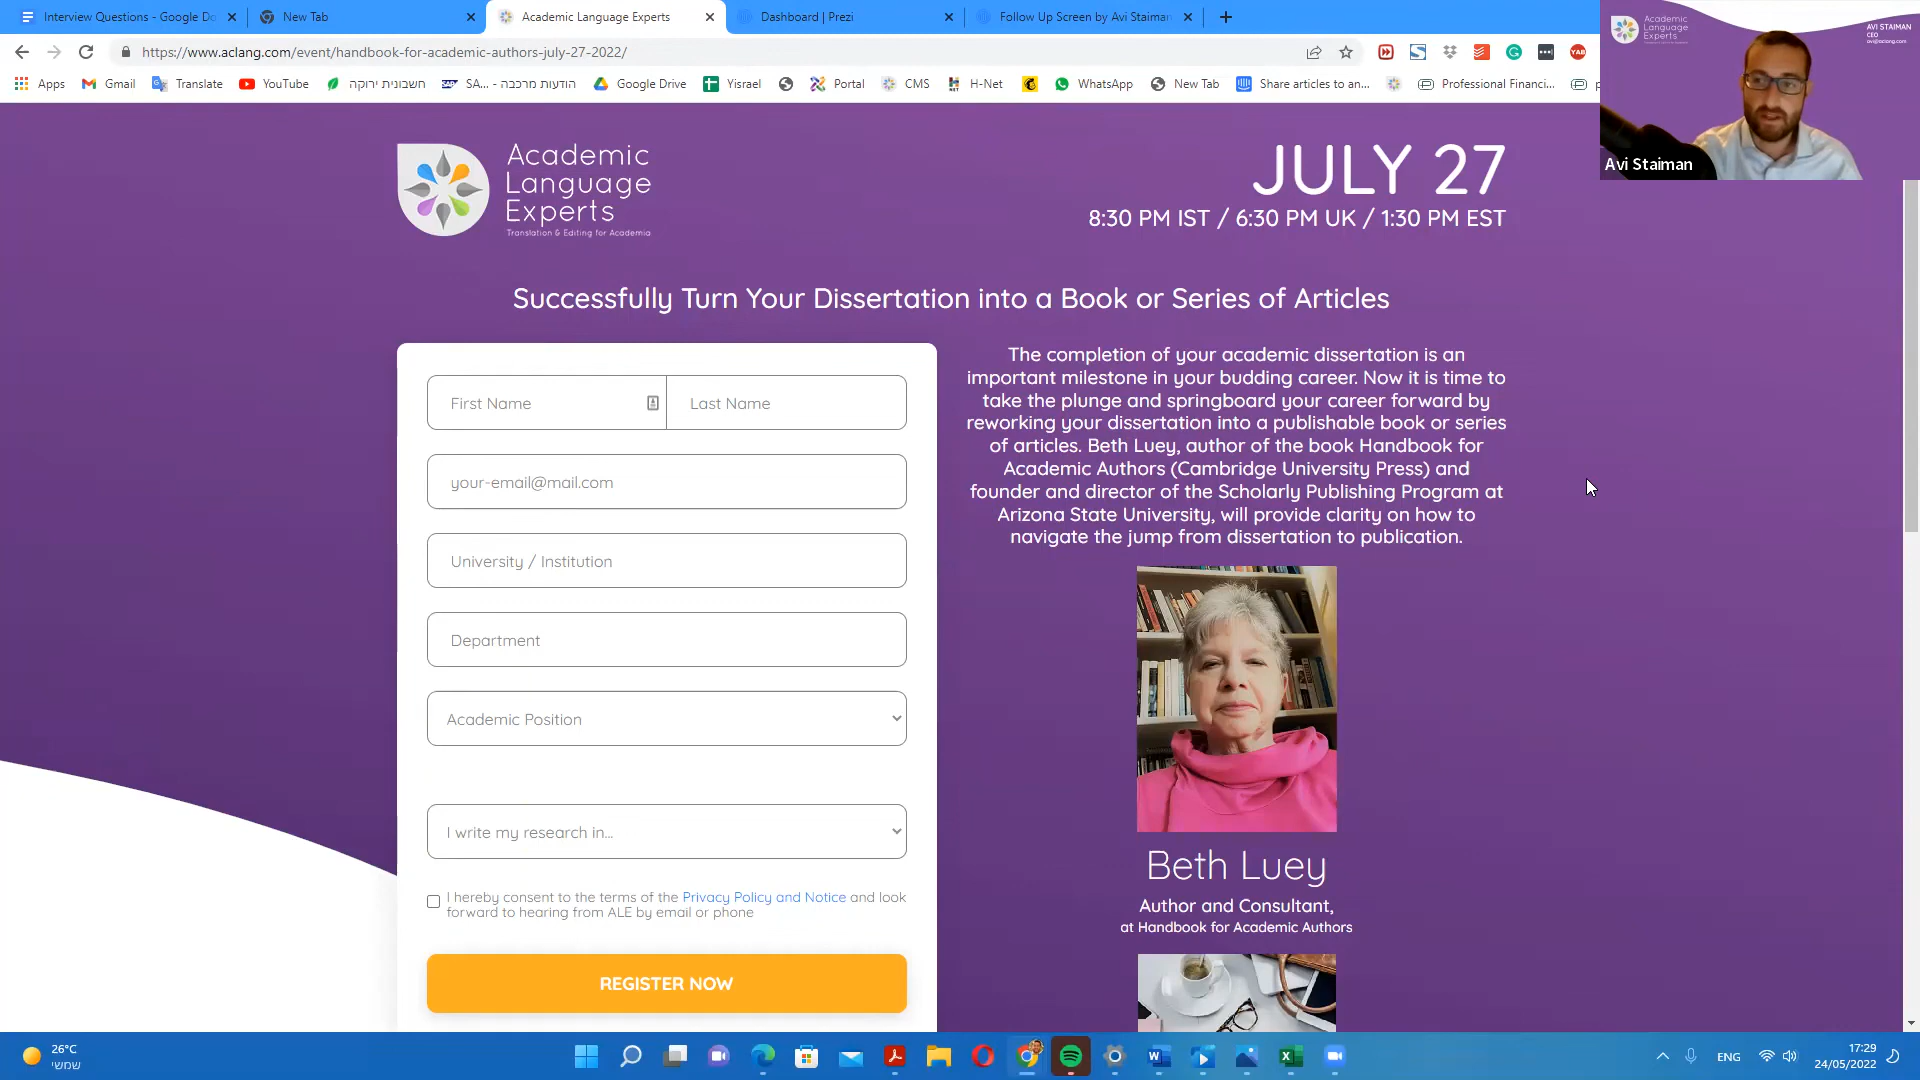 Interview Questions - Google Do
New Tab
Academic Language Experts
Dashboard | Prezi
Follow Up Screen by Avi Staiman
https://www.aclang.com/event/handbook-for-academic-authors-july-27-2022/
Apps
Gmail
Translate
YouTube
חשבונית ירוקה
SA... - הודעות מרכבה
Google Drive
Yisrael
Portal
CMS
H-Net
WhatsApp
New Tab
Share articles to an...
Professional Financi...
Academic
Language
Experts
AVI STAIMAN
CEO
avi@aclang.com
Avi Staiman
Academic
Language
Experts
Translation & Editing for Academia
JULY 27
8:30 PM IST / 6:30 PM UK / 1:30 PM EST
Successfully Turn Your Dissertation into a Book or Series of Articles
First Name
Last Name
your-email@mail.com
University / Institution
Department
Academic Position
I write my research in...
I hereby consent to the terms of the Privacy Policy and Notice and look
forward to hearing from ALE by email or phone
REGISTER NOW
The completion of your academic dissertation is an
important milestone in your budding career. Now it is time to
take the plunge and springboard your career forward by
reworking your dissertation into a publishable book or series
of articles. Beth Luey, author of the book Handbook for
Academic Authors (Cambridge University Press) and
founder and director of the Scholarly Publishing Program at
Arizona State University, will provide clarity on how to
navigate the jump from dissertation to publication.
Beth Luey
Author and Consultant,
at Handbook for Academic Authors
26°C
שמשי
ENG
17:29
24/05/2022